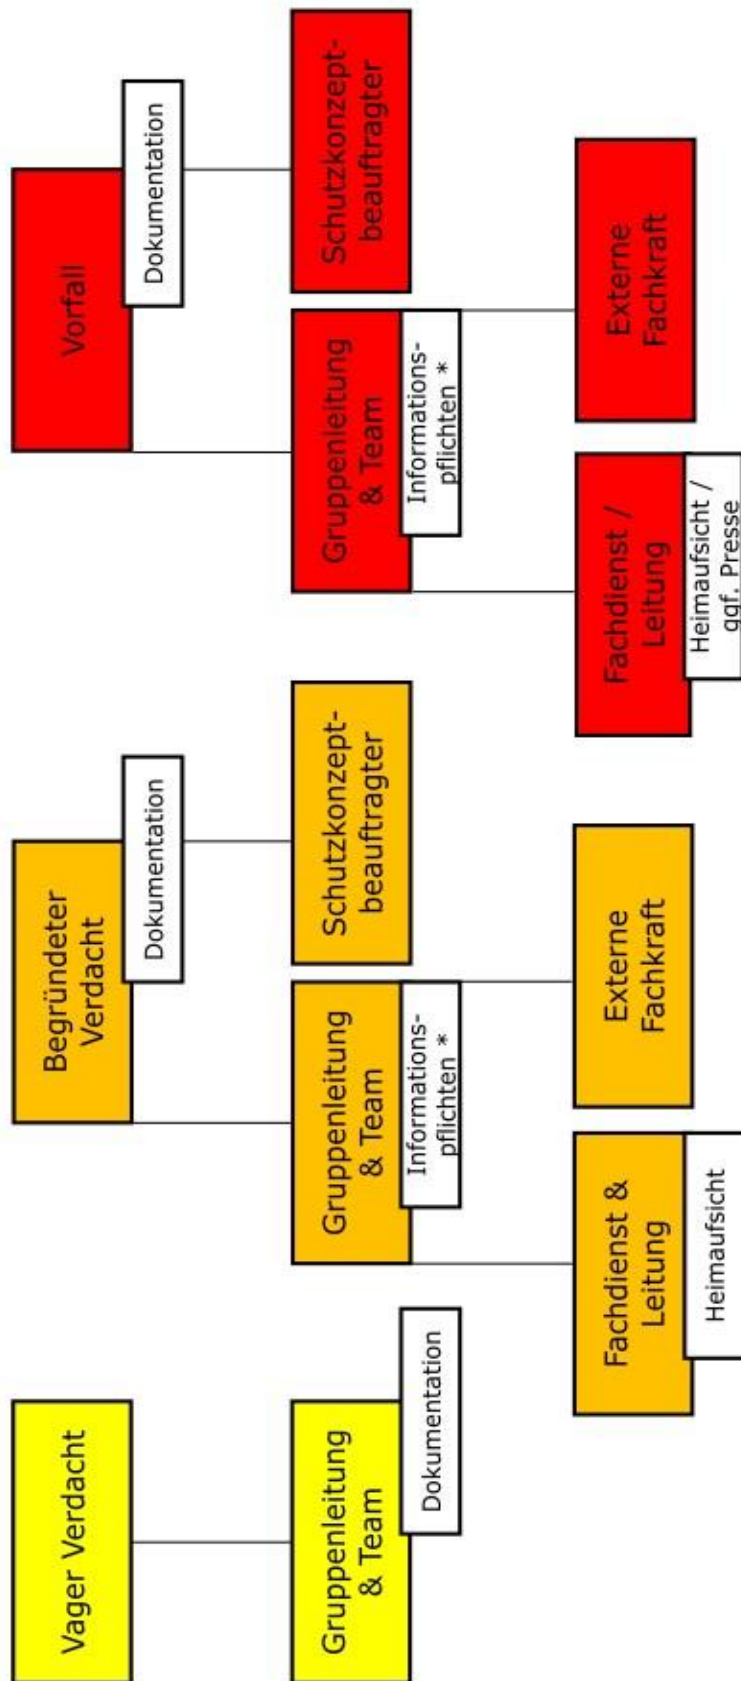 Vager Verdacht
Gruppenleitung
& Team
Dokumentation
Begründeter
Verdacht
Dokumentation
Gruppenleitung
& Team
Informations-
pflichten *
Schutzkonzept-
beauftragter
Fachdienst &
Leitung
Heimaufsicht
Externe
Fachkraft
Vorfall
Dokumentation
Gruppenleitung
& Team
Informations-
pflichten *
Schutzkonzept-
beauftragter
Fachdienst /
Leitung
Heimaufsicht /
ggf. Presse
Externe
Fachkraft